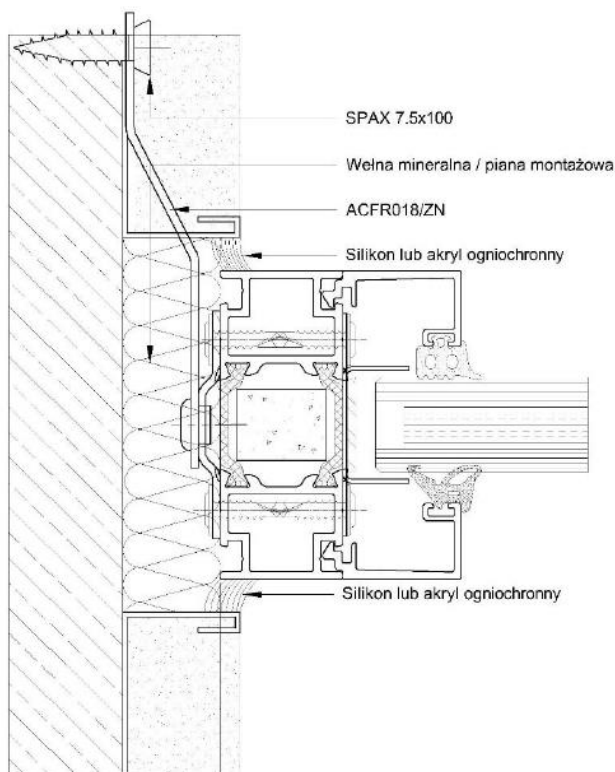 SPAX 7.5x100
Wełna mineralna / piana montażowa
ACFR018/ZN
Silikon lub akryl ogniochronny
Silikon lub akryl ogniochronny